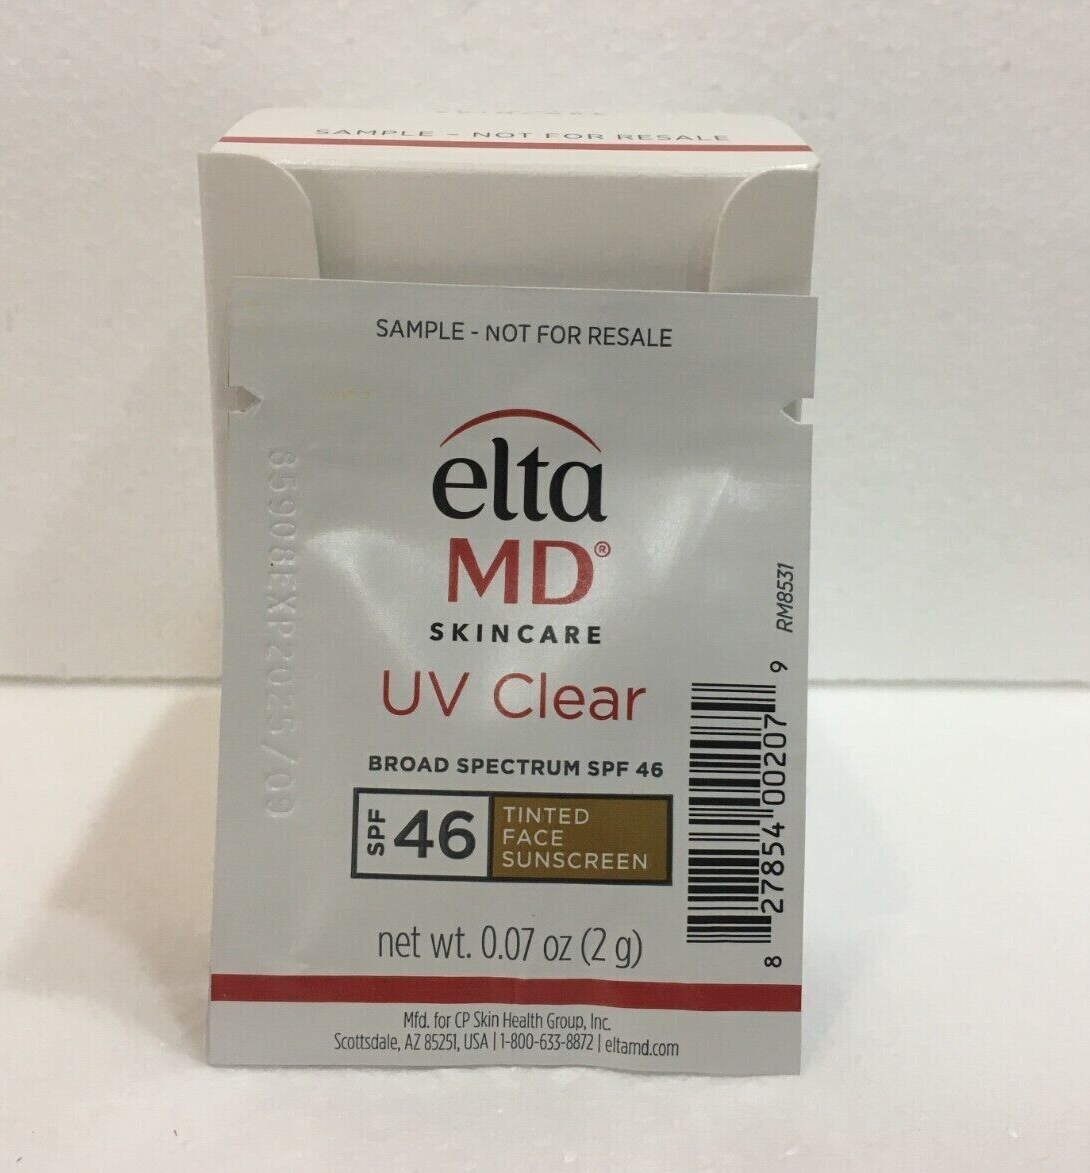 SAMPLE - NOT FOR RESALE
SAMPLE - NOT FOR RESALE
elta
MD®
SKINCARE
UV Clear
BROAD SPECTRUM SPF 46
SPF 46
TINTED
FACE
SUNSCREEN
net wt. 0.07 oz (2 g)
Mfd. for CP Skin Health Group, Inc.
Scottsdale, AZ 85251, USA | 1-800-633-8872 | eltamd.com
85908EXP2025/09
RM8531
8 27854 00207 9